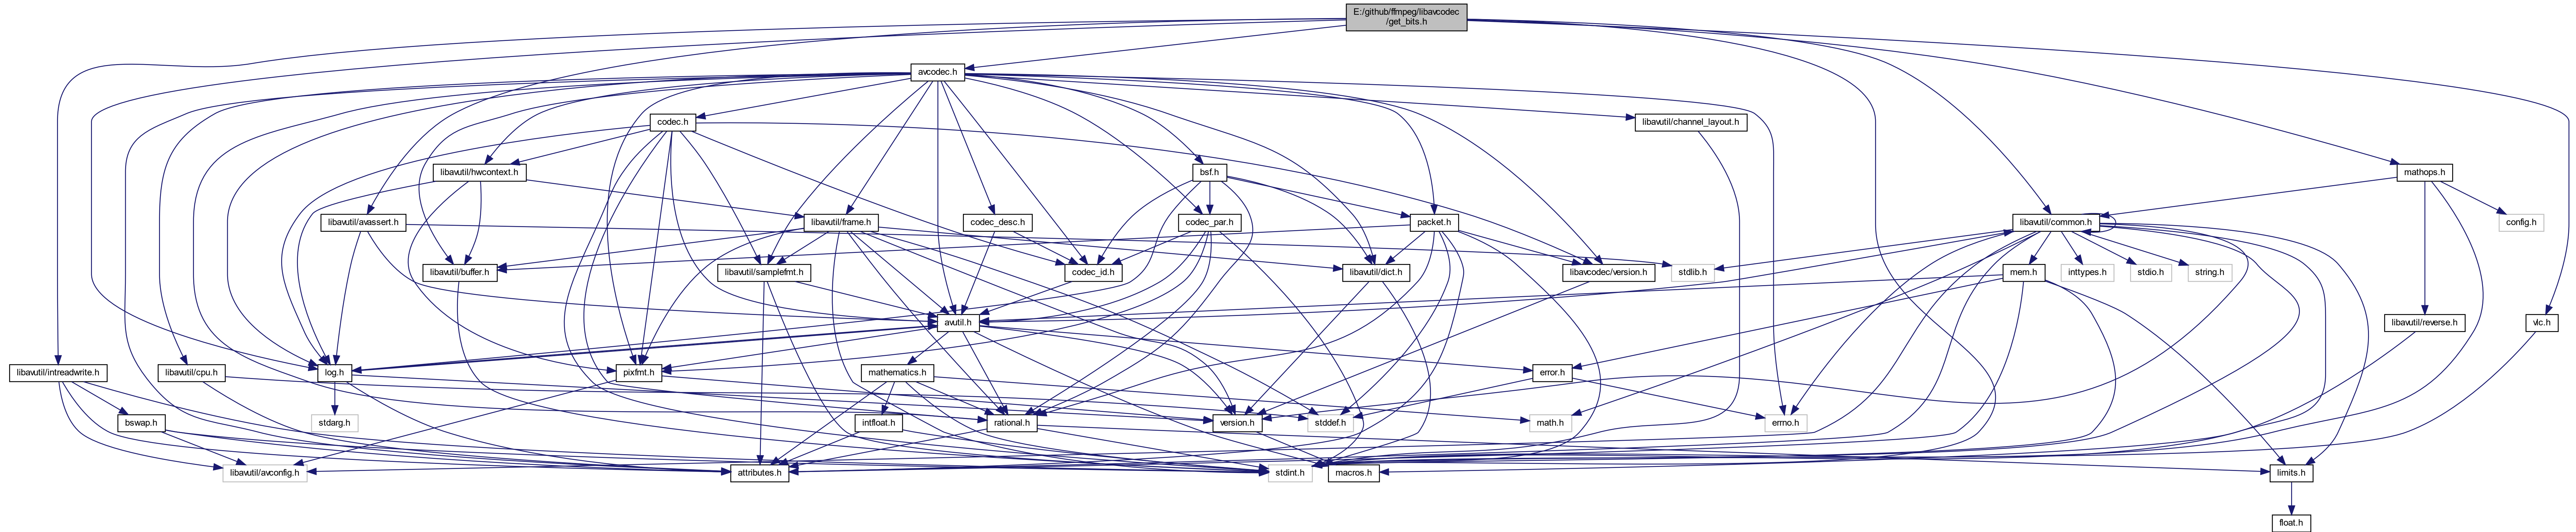 E:/github/ffmpeg/libavcodec
/get_bits.h
avcodec.h
codec.h
libavutil/channel_layout.h
libavutil/hwcontext.h
bsf.h
mathops.h
libavutil/avassert.h
libavutil/frame.h
codec_desc.h
codec_par.h
packet.h
libavutil/common.h
config.h
libavutil/buffer.h
libavutil/samplefmt.h
codec_id.h
libavutil/dict.h
libavcodec/version.h
stdlib.h
mem.h
inttypes.h
stdio.h
string.h
avutil.h
libavutil/reverse.h
vlc.h
libavutil/intreadwrite.h
libavutil/cpu.h
log.h
pixfmt.h
mathematics.h
error.h
bswap.h
stdarg.h
intfloat.h
rational.h
version.h
stddef.h
math.h
errno.h
libavutil/avconfig.h
attributes.h
stdint.h
macros.h
limits.h
float.h